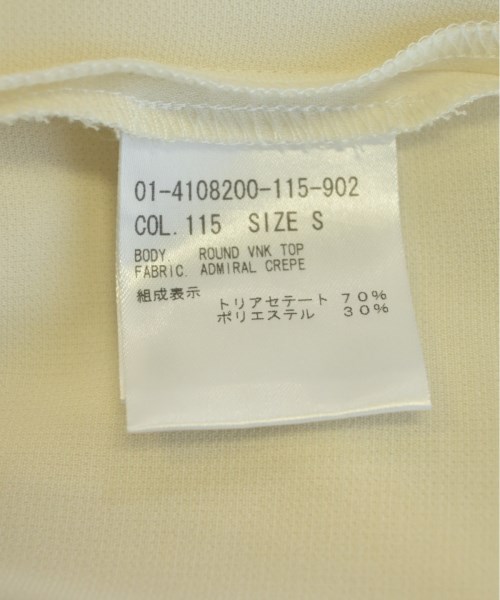 01-4108200-115-902
COL. 115 SIZE S
BODY. ROUND VNK TOP
FABRIC. ADMIRAL CREPE
組成表示
トリアセテート 70%
ポリエステル 30%